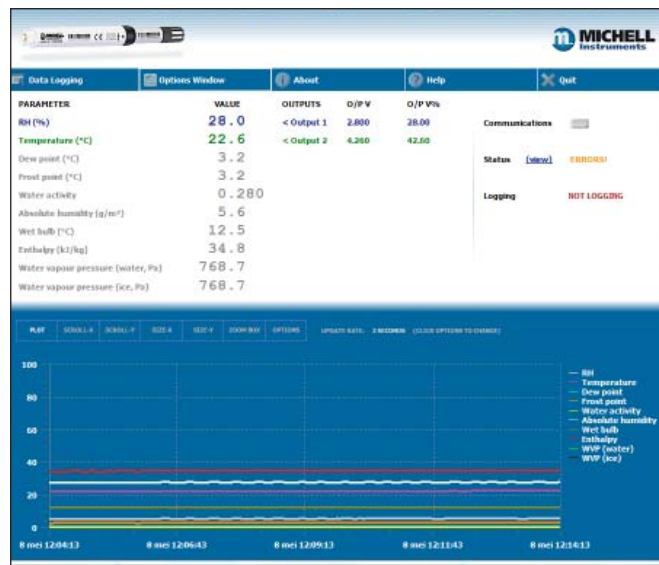 MICHELL
Instruments
Data Logging Options Window About Help Quit
PARAMETER VALUE OUTPUTS O/P V O/P V%
RH (%) 28.0 < Output 1 2.800 28.00
Temperature (°C) 22.6 < Output 2 4.260 42.60
Dew point (°C) 3.2
Frost point (°C) 3.2
Water activity 0.280
Absolute humidity (g/m³) 5.6
Wet bulb (°C) 12.5
Enthalpy (kJ/kg) 34.8
Water vapour pressure (water, Pa) 768.7
Water vapour pressure (ice, Pa) 768.7
Communications
Status (view) ERRORS!
Logging NOT LOGGING
PLOT SCROLL-X SCROLL-Y SIZE-X SIZE-Y ZOOM BOX OPTIONS UPDATE RATE: 2 SECONDS (CLICK OPTIONS TO CHANGE)
100
80
60
40
20
0
8 mei 12:04:13 8 mei 12:06:43 8 mei 12:09:13 8 mei 12:11:43 8 mei 12:14:13
RH
Temperature
Dew point
Frost point
Water activity
Absolute humidity
Wet bulb
Enthalpy
WVP (water)
WVP (ice)